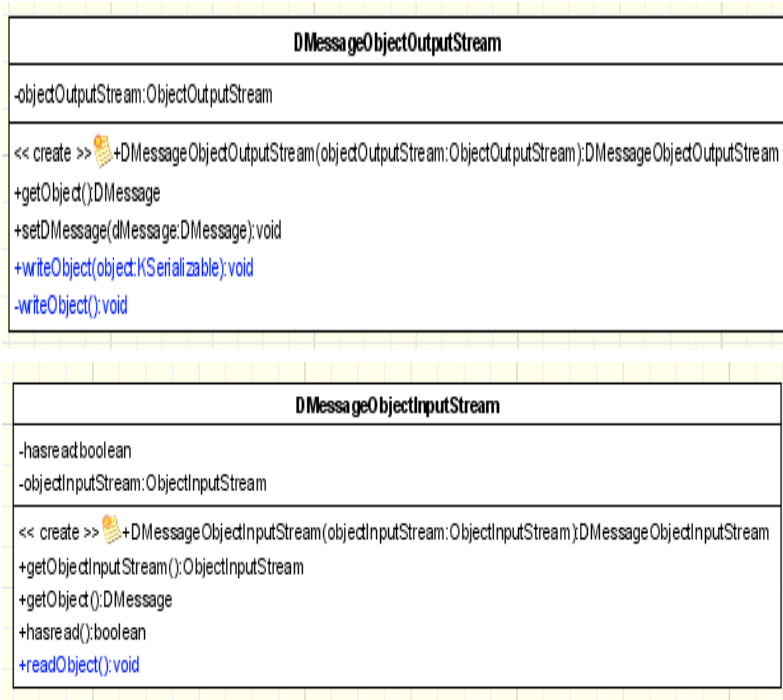 DMessageObjectOutputStream
-objectOutputStream:ObjectOutputStream
<< create >> +DMessageObjectOutputStream(objectOutputStream:ObjectOutputStream):DMessageObjectOutputStream
+getObject():DMessage
+setDMessage(dMessage:DMessage):void
+writeObject(object:KSerializable):void
-writeObject():void
DMessageObjectInputStream
-hasread:boolean
-objectInputStream:ObjectInputStream
<< create >> +DMessageObjectInputStream(objectInputStream:ObjectInputStream):DMessageObjectInputStream
+getObjectInputStream():ObjectInputStream
+getObject():DMessage
+hasread():boolean
+readObject():void